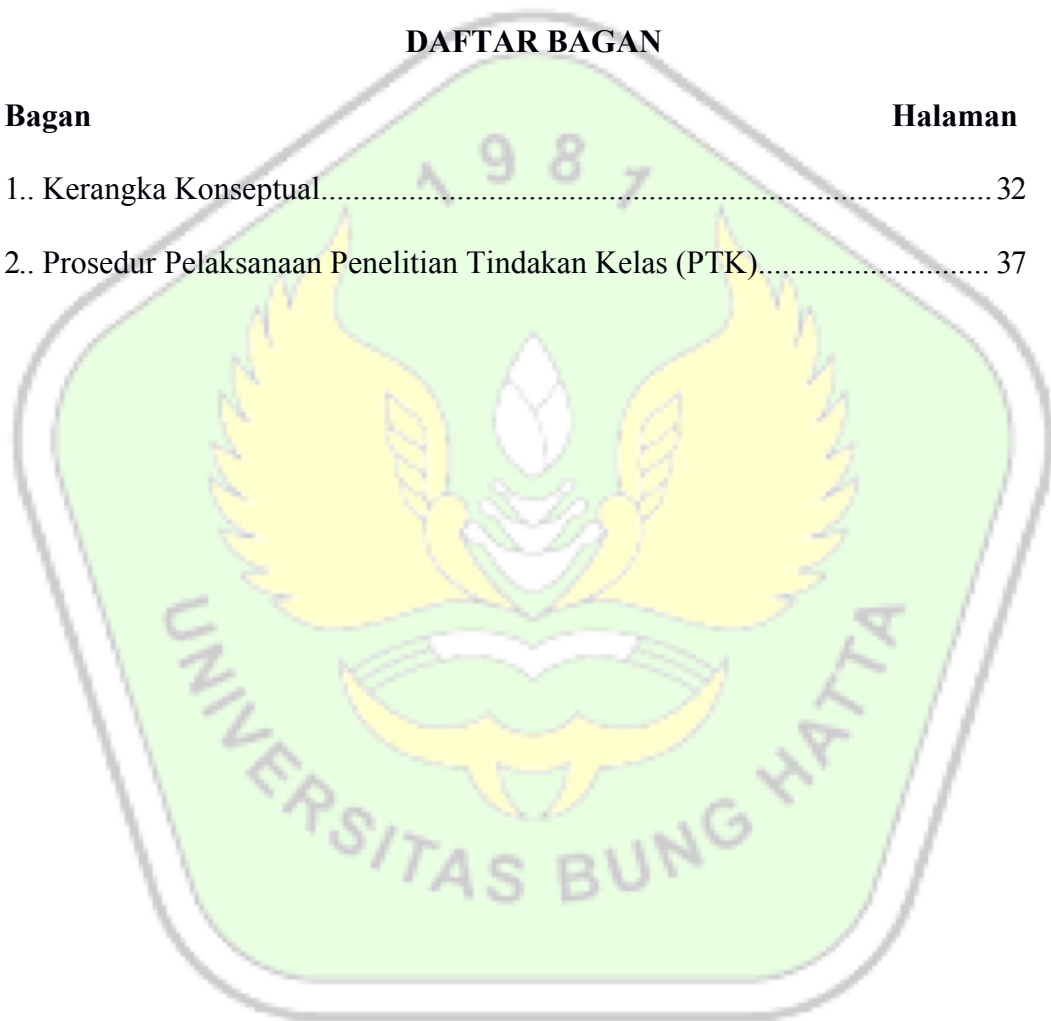 DAFTAR BAGAN
Bagan Halaman
1981
1.. Kerangka Konseptual.......................................................................................... 32
2.. Prosedur Pelaksanaan Penelitian Tindakan Kelas (PTK)............................... 37
UNIVERSITAS BUNG HATTA